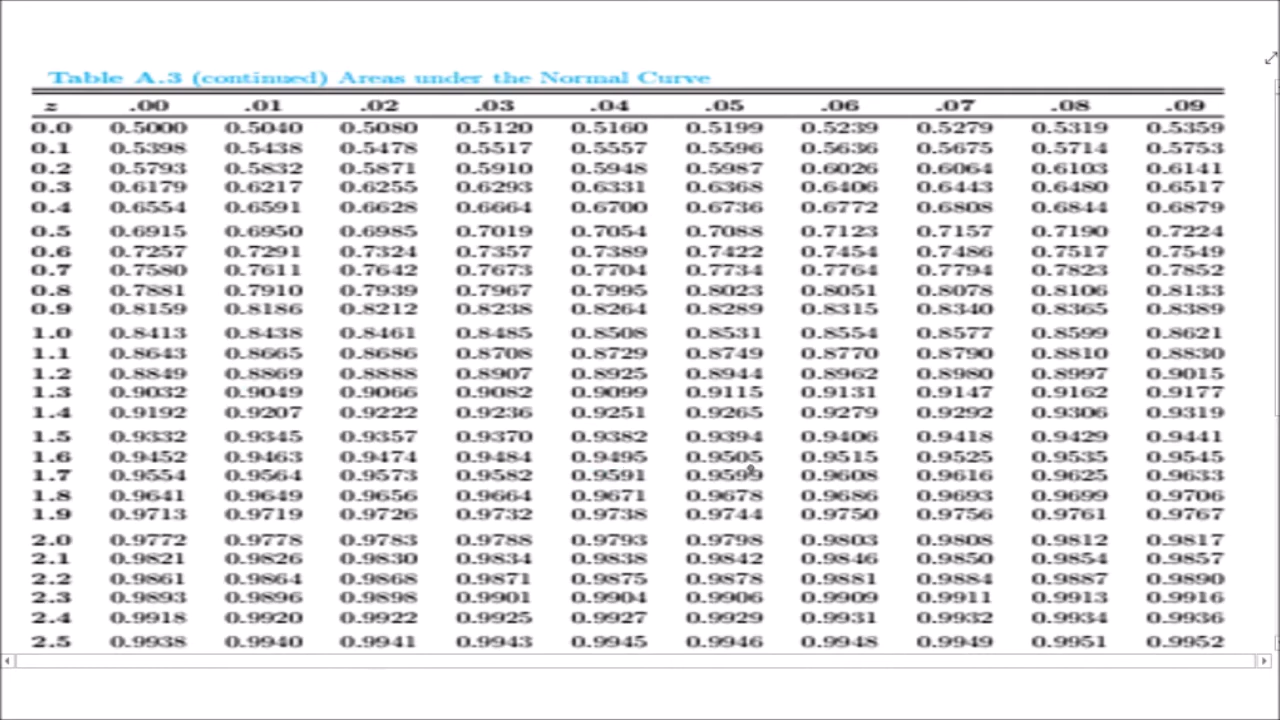 Table A.3 (continued) Areas under the Normal Curve
z .00 .01 .02 .03 .04 .05 .06 .07 .08 .09
0.0 0.5000 0.5040 0.5080 0.5120 0.5160 0.5199 0.5239 0.5279 0.5319 0.5359
0.1 0.5398 0.5438 0.5478 0.5517 0.5557 0.5596 0.5636 0.5675 0.5714 0.5753
0.2 0.5793 0.5832 0.5871 0.5910 0.5948 0.5987 0.6026 0.6064 0.6103 0.6141
0.3 0.6179 0.6217 0.6255 0.6293 0.6331 0.6368 0.6406 0.6443 0.6480 0.6517
0.4 0.6554 0.6591 0.6628 0.6664 0.6700 0.6736 0.6772 0.6808 0.6844 0.6879
0.5 0.6915 0.6950 0.6985 0.7019 0.7054 0.7088 0.7123 0.7157 0.7190 0.7224
0.6 0.7257 0.7291 0.7324 0.7357 0.7389 0.7422 0.7454 0.7486 0.7517 0.7549
0.7 0.7580 0.7611 0.7642 0.7673 0.7704 0.7734 0.7764 0.7794 0.7823 0.7852
0.8 0.7881 0.7910 0.7939 0.7967 0.7995 0.8023 0.8051 0.8078 0.8106 0.8133
0.9 0.8159 0.8186 0.8212 0.8238 0.8264 0.8289 0.8315 0.8340 0.8365 0.8389
1.0 0.8413 0.8438 0.8461 0.8485 0.8508 0.8531 0.8554 0.8577 0.8599 0.8621
1.1 0.8643 0.8665 0.8686 0.8708 0.8729 0.8749 0.8770 0.8790 0.8810 0.8830
1.2 0.8849 0.8869 0.8888 0.8907 0.8925 0.8944 0.8962 0.8980 0.8997 0.9015
1.3 0.9032 0.9049 0.9066 0.9082 0.9099 0.9115 0.9131 0.9147 0.9162 0.9177
1.4 0.9192 0.9207 0.9222 0.9236 0.9251 0.9265 0.9279 0.9292 0.9306 0.9319
1.5 0.9332 0.9345 0.9357 0.9370 0.9382 0.9394 0.9406 0.9418 0.9429 0.9441
1.6 0.9452 0.9463 0.9474 0.9484 0.9495 0.9505 0.9515 0.9525 0.9535 0.9545
1.7 0.9554 0.9564 0.9573 0.9582 0.9591 0.9599 0.9608 0.9616 0.9625 0.9633
1.8 0.9641 0.9649 0.9656 0.9664 0.9671 0.9678 0.9686 0.9693 0.9699 0.9706
1.9 0.9713 0.9719 0.9726 0.9732 0.9738 0.9744 0.9750 0.9756 0.9761 0.9767
2.0 0.9772 0.9778 0.9783 0.9788 0.9793 0.9798 0.9803 0.9808 0.9812 0.9817
2.1 0.9821 0.9826 0.9830 0.9834 0.9838 0.9842 0.9846 0.9850 0.9854 0.9857
2.2 0.9861 0.9864 0.9868 0.9871 0.9875 0.9878 0.9881 0.9884 0.9887 0.9890
2.3 0.9893 0.9896 0.9898 0.9901 0.9904 0.9906 0.9909 0.9911 0.9913 0.9916
2.4 0.9918 0.9920 0.9922 0.9925 0.9927 0.9929 0.9931 0.9932 0.9934 0.9936
2.5 0.9938 0.9940 0.9941 0.9943 0.9945 0.9946 0.9948 0.9949 0.9951 0.9952